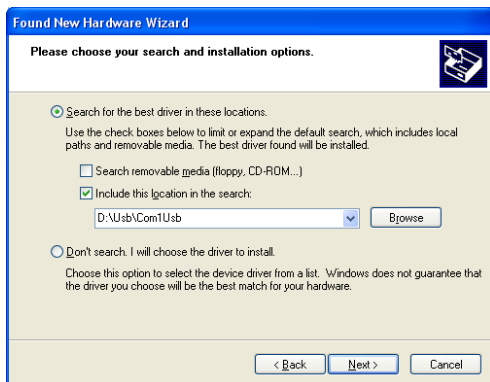 Found New Hardware Wizard
Please choose your search and installation options.
Search for the best driver in these locations.
Use the check boxes below to limit or expand the default search, which includes local
paths and removable media. The best driver found will be installed.
Search removable media (floppy, CD-ROM...)
Include this location in the search:
D:\Usb\Com1Usb
Browse
Don't search. I will choose the driver to install.
Choose this option to select the device driver from a list. Windows does not guarantee that
the driver you choose will be the best match for your hardware.
< Back
Next >
Cancel